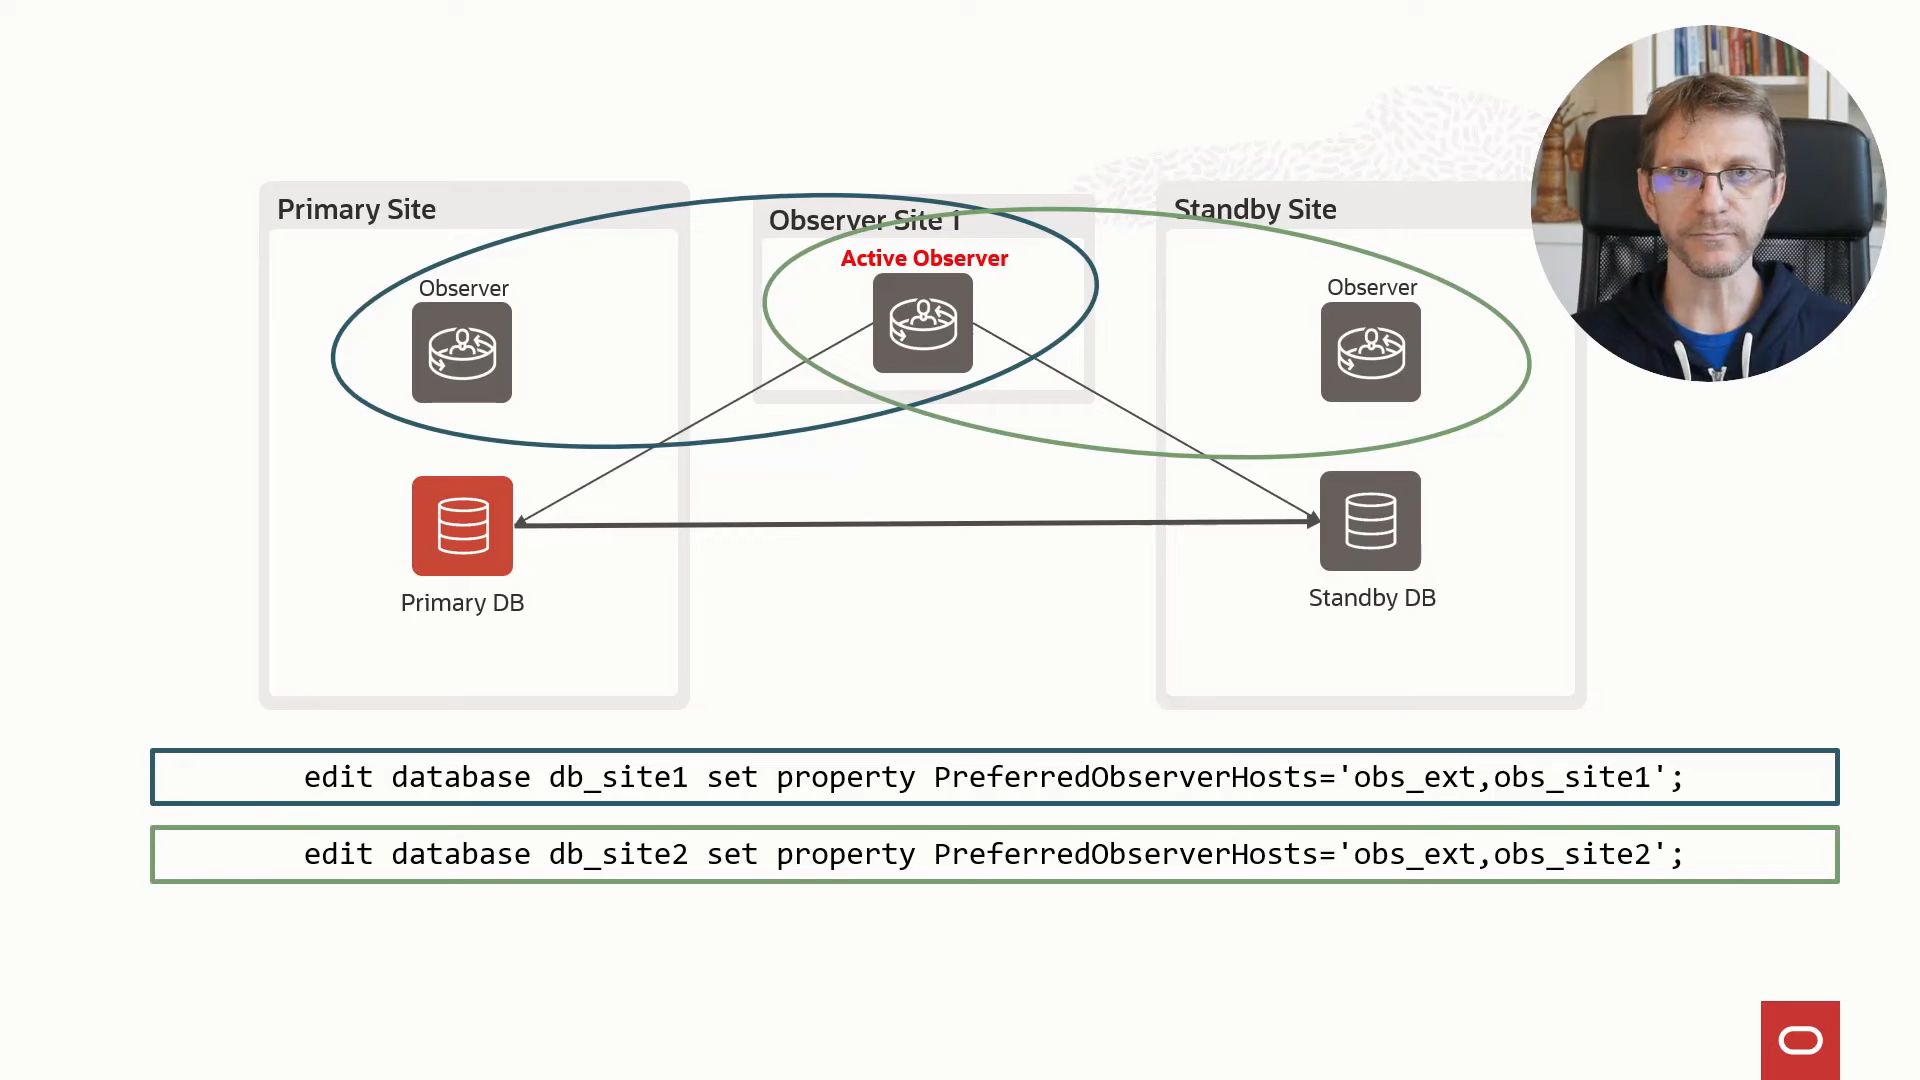 Primary Site
Observer Site 1
Standby Site
Active Observer
Observer
Observer
Primary DB
Standby DB
edit database db_site1 set property PreferredObserverHosts='obs_ext,obs_site1';
edit database db_site2 set property PreferredObserverHosts='obs_ext,obs_site2';